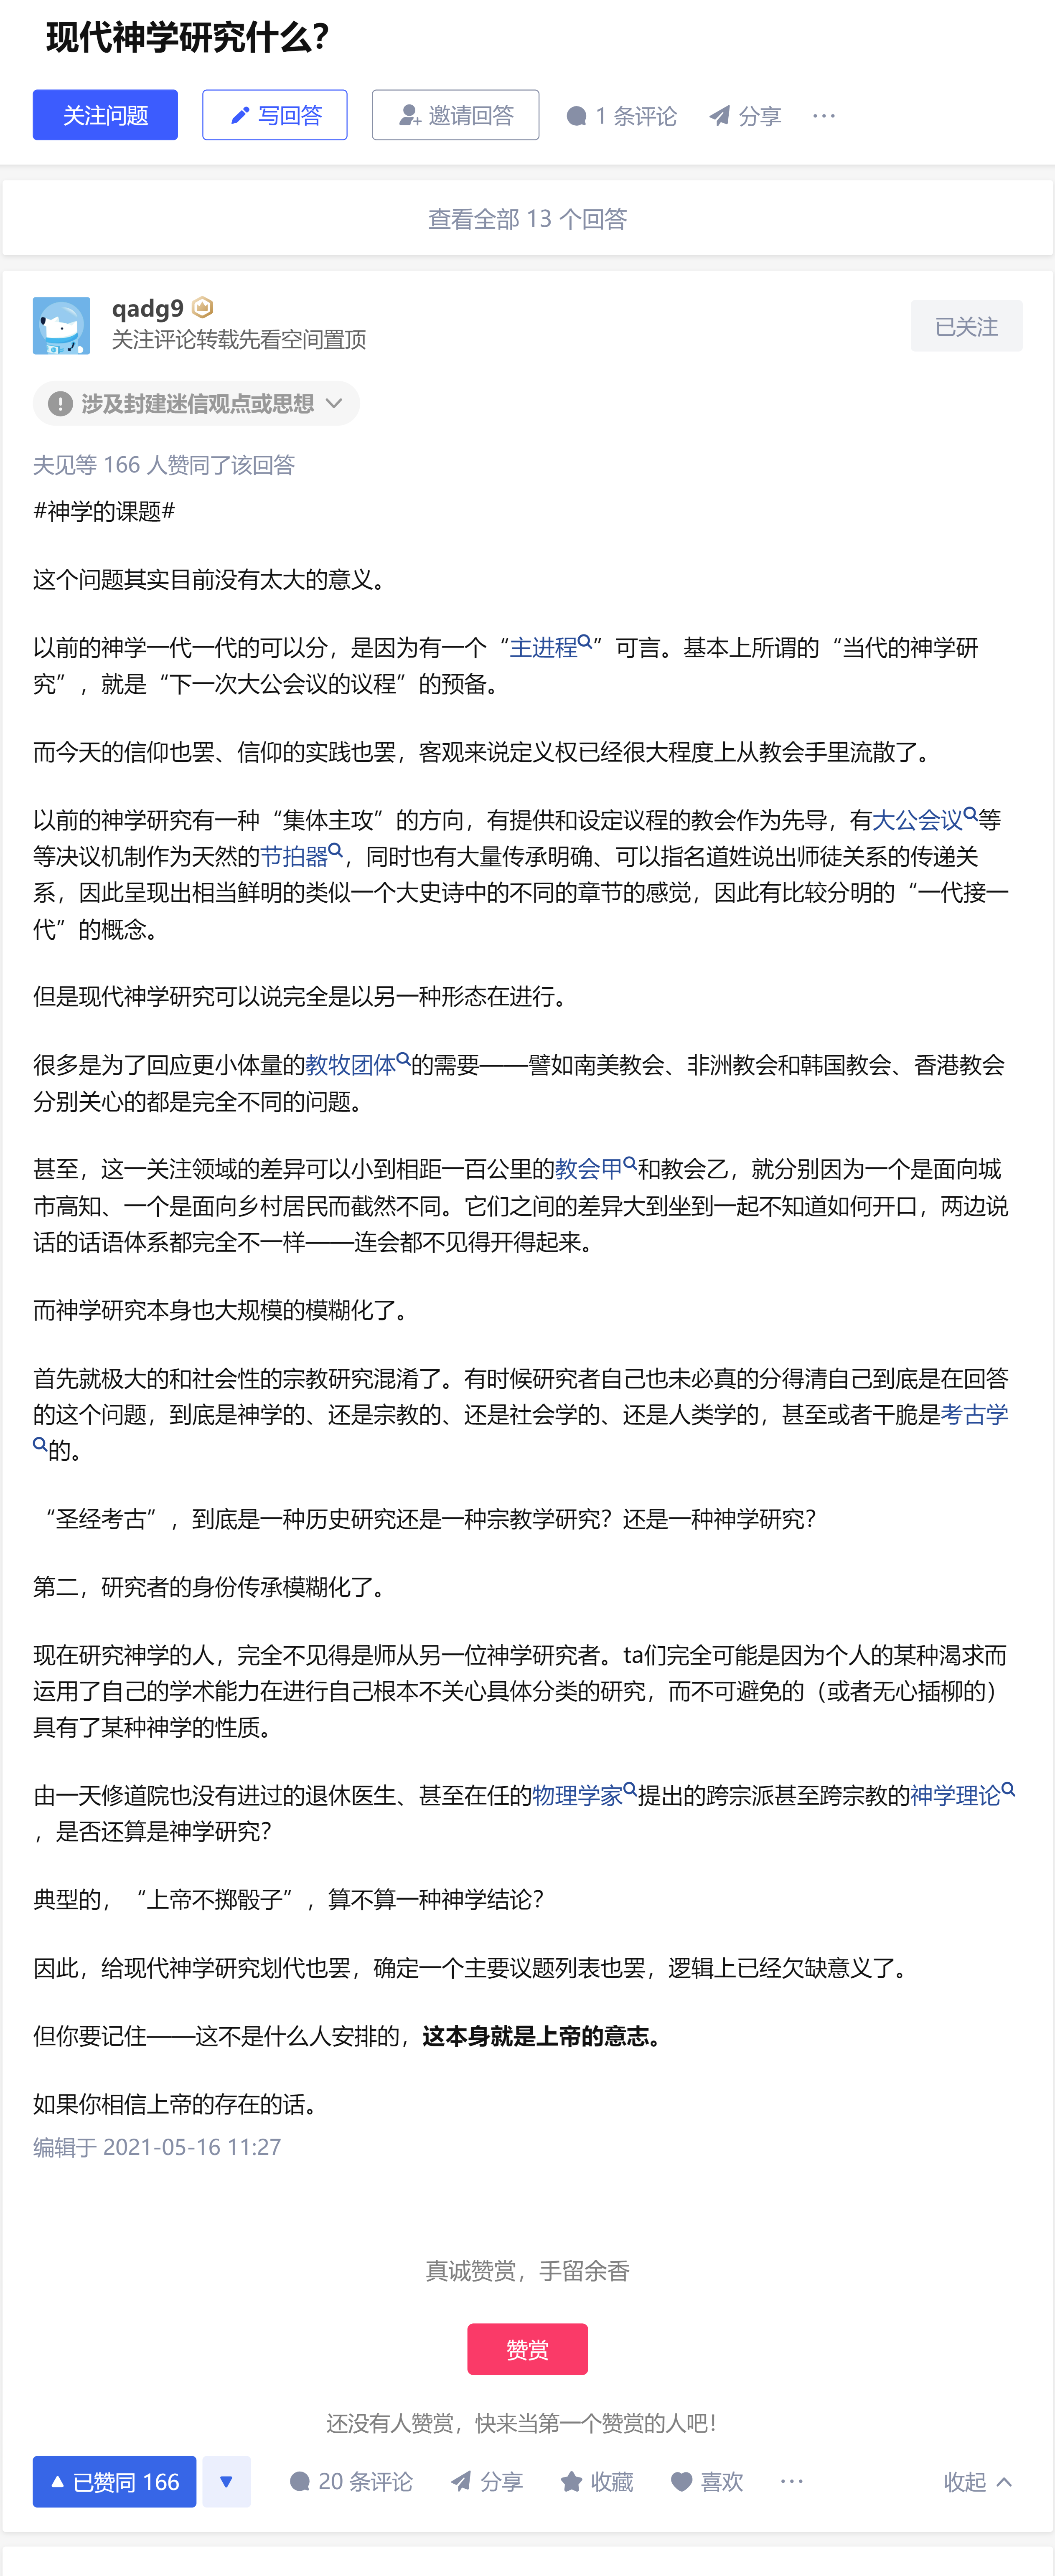 现代神学研究什么？
关注问题
写回答
邀请回答
1 条评论
分享
···
查看全部 13 个回答
qadg9
关注评论转载先看空间置顶
已关注
涉及封建迷信观点或思想
夫见等 166 人赞同了该回答
#神学的课题#
这个问题其实目前没有太大的意义。
以前的神学一代一代的可以分，是因为有一个“主进程”可言。基本上所谓的“当代的神学研
究”，就是“下一次大公会议的议程”的预备。
而今天的信仰也罢、信仰的实践也罢，客观来说定义权已经很大程度上从教会手里流散了。
以前的神学研究有一种“集体主攻”的方向，有提供和设定议程的教会作为先导，有大公会议等
等决议机制作为天然的节拍器，同时也有大量传承明确、可以指名道姓说出师徒关系的传递关
系，因此呈现出相当鲜明的类似一个大史诗中的不同的章节的感觉，因此有比较分明的“一代接一
代”的概念。
但是现代神学研究可以说完全是以另一种形态在进行。
很多是为了回应更小体量的教牧团体的需要——譬如南美教会、非洲教会和韩国教会、香港教会
分别关心的都是完全不同的问题。
甚至，这一关注领域的差异可以小到相距一百公里的教会甲和教会乙，就分别因为一个是面向城
市高知、一个是面向乡村居民而截然不同。它们之间的差异大到坐到一起不知道如何开口，两边说
话的话语体系都完全不一样——连会都不见得开得起来。
而神学研究本身也大规模的模糊化了。
首先就极大的和社会性的宗教研究混淆了。有时候研究者自己也未必真的分得清自己到底是在回答
的这个问题，到底是神学的、还是宗教的、还是社会学的、还是人类学的，甚至或者干脆是考古学
的。
“圣经考古”，到底是一种历史研究还是一种宗教学研究？还是一种神学研究？
第二，研究者的身份传承模糊化了。
现在研究神学的人，完全不见得是师从另一位神学研究者。ta们完全可能是因为个人的某种渴求而
运用了自己的学术能力在进行自己根本不关心具体分类的研究，而不可避免的（或者无心插柳的）
具有了某种神学的性质。
由一天修道院也没有进过的退休医生、甚至在任的物理学家提出的跨宗派甚至跨宗教的神学理论
，是否还算是神学研究？
典型的，“上帝不掷骰子”，算不算一种神学结论？
因此，给现代神学研究划代也罢，确定一个主要议题列表也罢，逻辑上已经欠缺意义了。
但你要记住——这不是什么人安排的，这本身就是上帝的意志。
如果你相信上帝的存在的话。
编辑于 2021-05-16 11:27
真诚赞赏，手留余香
赞赏
还没有人赞赏，快来当第一个赞赏的人吧！
已赞同 166
20 条评论
分享
收藏
喜欢
···
收起